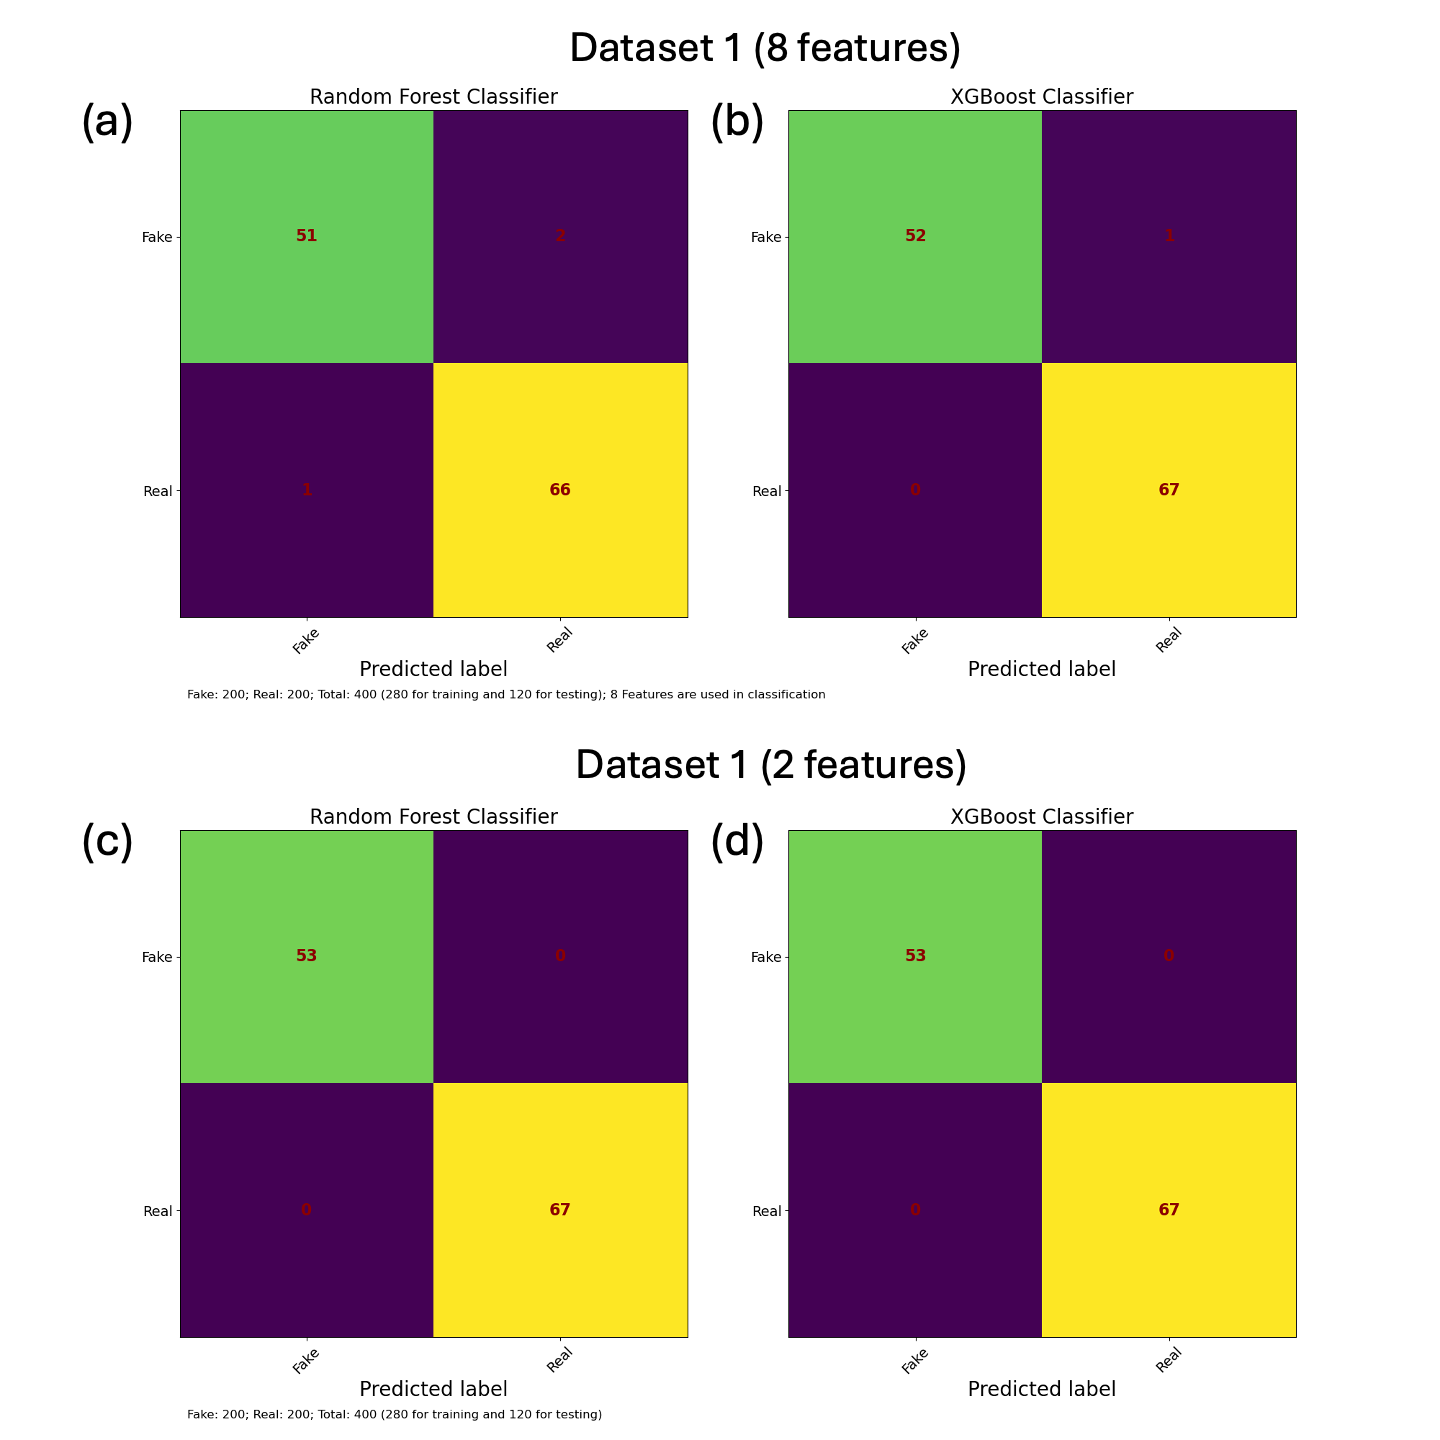 Dataset 1 (8 features)
(a)
Random Forest Classifier
Fake
51
2
Real
1
66
Fake
Real
Predicted label
(b)
XGBoost Classifier
Fake
52
1
Real
0
67
Fake
Real
Predicted label
Fake: 200; Real: 200; Total: 400 (280 for training and 120 for testing); 8 Features are used in classification
Dataset 1 (2 features)
(c)
Random Forest Classifier
Fake
53
0
Real
0
67
Fake
Real
Predicted label
Fake: 200; Real: 200; Total: 400 (280 for training and 120 for testing)
(d)
XGBoost Classifier
Fake
53
0
Real
0
67
Fake
Real
Predicted label